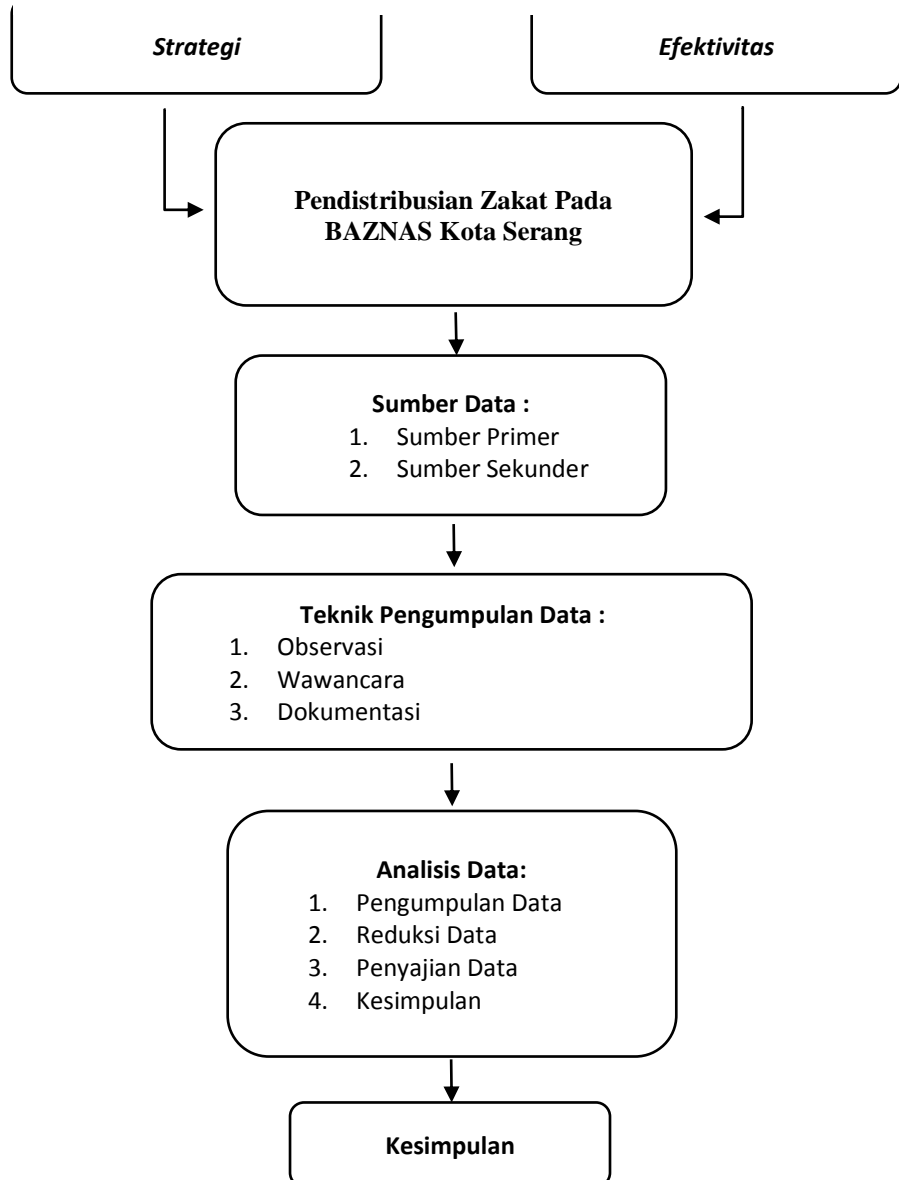 Strategi
Efektivitas
Pendistribusian Zakat Pada
BAZNAS Kota Serang
Sumber Data :
1. Sumber Primer
2. Sumber Sekunder
Teknik Pengumpulan Data :
1. Observasi
2. Wawancara
3. Dokumentasi
Analisis Data:
1. Pengumpulan Data
2. Reduksi Data
3. Penyajian Data
4. Kesimpulan
Kesimpulan